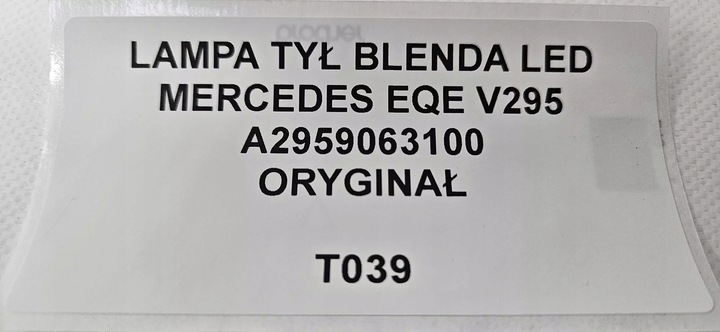 LAMPA TYŁ BLENDA LED
MERCEDES EQE V295
A2959063100
ORYGINAŁ
T039